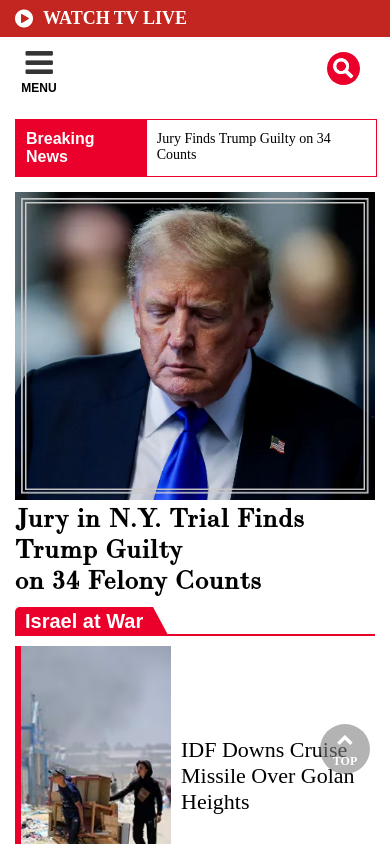 WATCH TV LIVE
MENU
Breaking
News
Jury Finds Trump Guilty on 34
Counts
Jury in N.Y. Trial Finds
Trump Guilty
on 34 Felony Counts
Israel at War
IDF Downs Cruise
Missile Over Golan
Heights
TOP